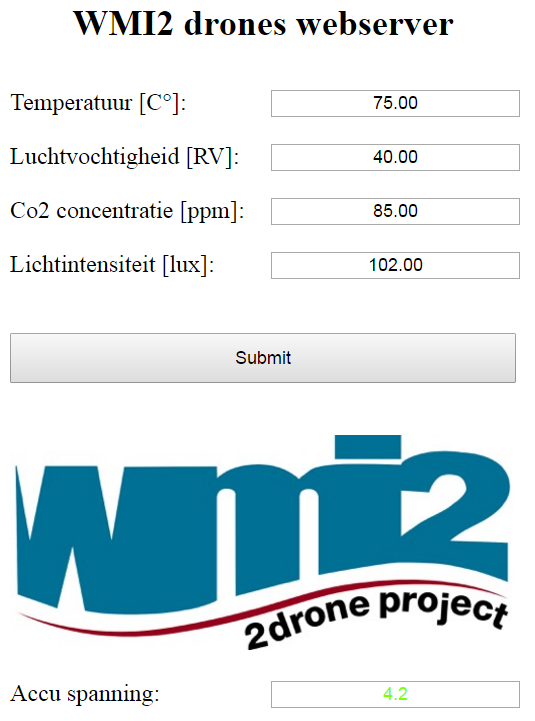 WMI2 drones webserver
Temperatuur [C°]: 75.00
Luchtvochtigheid [RV]: 40.00
Co2 concentratie [ppm]: 85.00
Lichtintensiteit [lux]: 102.00
Submit
wmi2
2drone project
Accu spanning: 4.2